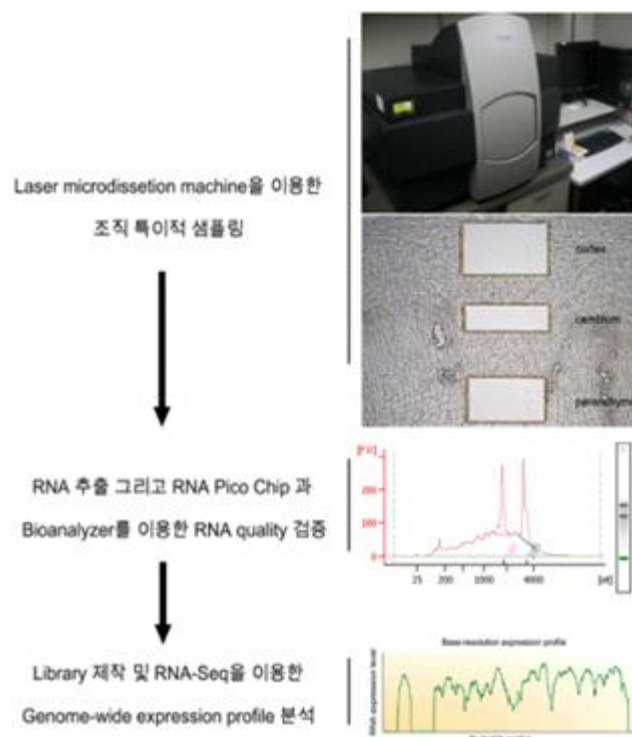 Laser microdissetion machine을 이용한
조직 특이적 샘플링
cortex
cambium
parenchyma
RNA 추출 그리고 RNA Pico Chip 과
Bioanalyzer를 이용한 RNA quality 검증
[FU]
200
100
0
25 200 1000 4000 [nt]
Library 제작 및 RNA-Seq을 이용한
Genome-wide expression profile 분석
Base-resolution expression profile
RNA expression level